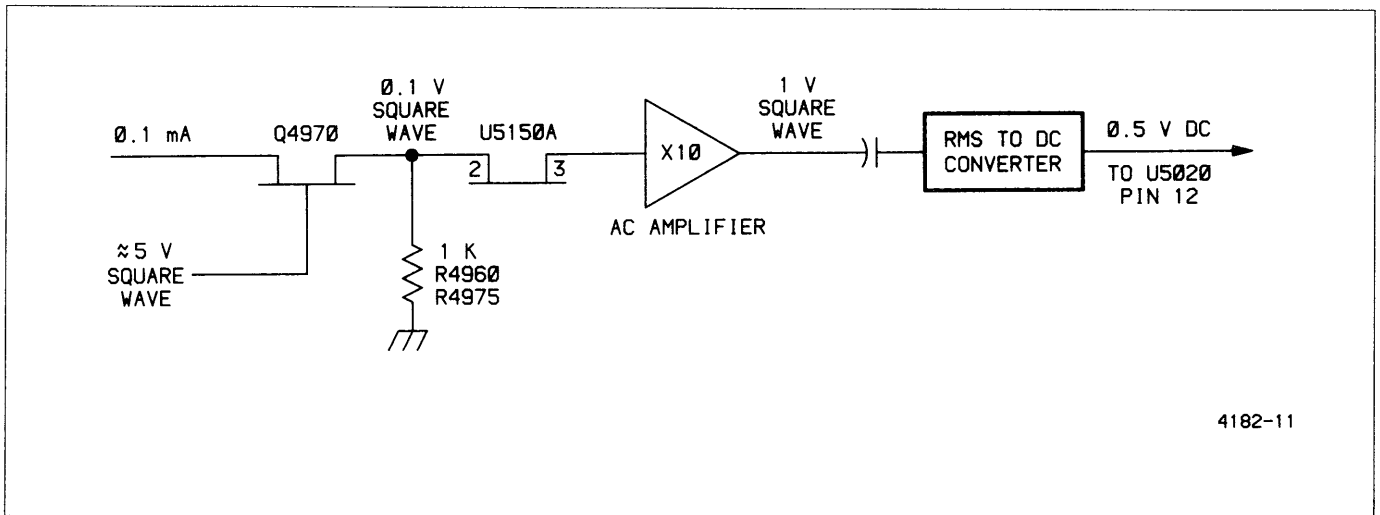 0.1 mA
Q4970
0.1 V
SQUARE
WAVE
U5150A
2
3
X10
AC AMPLIFIER
1 V
SQUARE
WAVE
RMS TO DC
CONVERTER
0.5 V DC
TO U5020
PIN 12
≈5 V
SQUARE
WAVE
1 K
R4960
R4975
4182-11